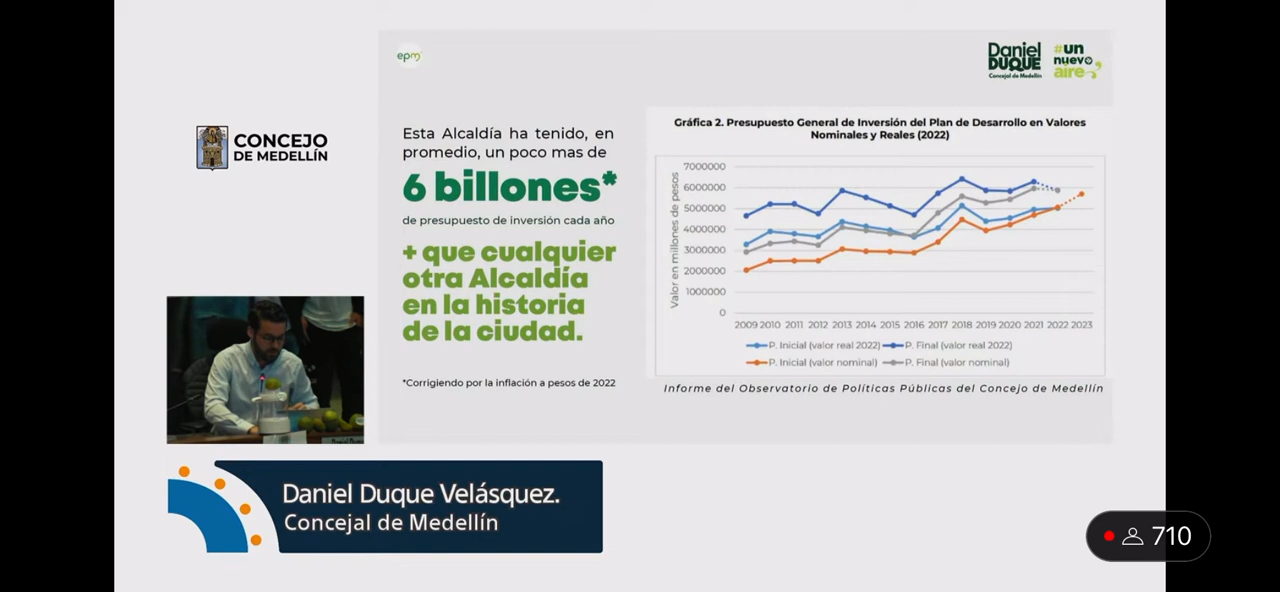 epm
Daniel
DUQUE
Concejal de Medellín
#un
nuevo
aire
CONCEJO
DE MEDELLÍN
Esta Alcaldía ha tenido, en
promedio, un poco mas de
6 billones*
de presupuesto de inversión cada año
+ que cualquier
otra Alcaldía
en la historia
de la ciudad.
*Corrigiendo por la inflación a pesos de 2022
Gráfica 2. Presupuesto General de Inversión del Plan de Desarrollo en Valores
Nominales y Reales (2022)
Valor en millones de pesos
7000000
6000000
5000000
4000000
3000000
2000000
1000000
0
2009 2010 2011 2012 2013 2014 2015 2016 2017 2018 2019 2020 2021 2022 2023
P. Inicial (valor real 2022) P. Final (valor real 2022)
P. Inicial (valor nominal) P. Final (valor nominal)
Informe del Observatorio de Políticas Públicas del Concejo de Medellín
Daniel Duque Velásquez.
Concejal de Medellín
710